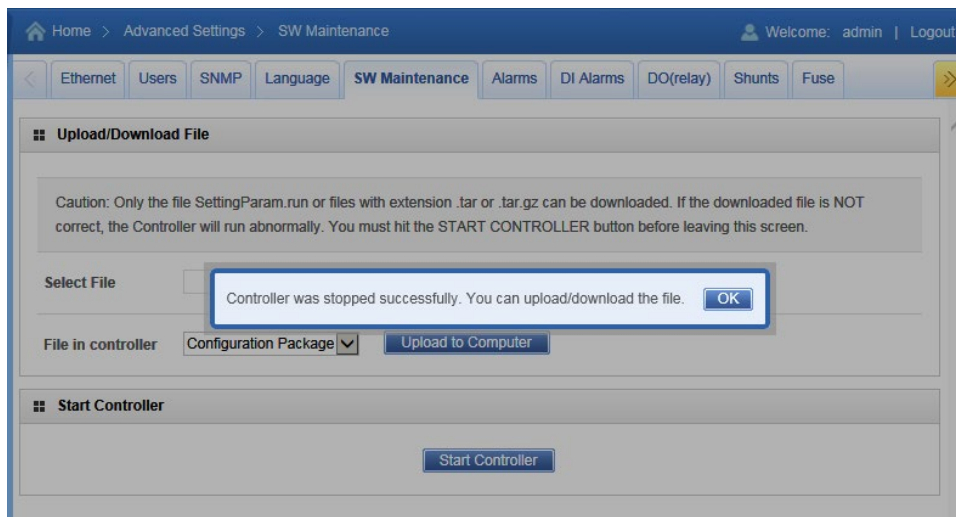 Home > Advanced Settings > SW Maintenance Welcome: admin | Logout
< Ethernet Users SNMP Language SW Maintenance Alarms DI Alarms DO(relay) Shunts Fuse »
Upload/Download File
Caution: Only the file SettingParam.run or files with extension .tar or .tar.gz can be downloaded. If the downloaded file is NOT
correct, the Controller will run abnormally. You must hit the START CONTROLLER button before leaving this screen.
Select File
Controller was stopped successfully. You can upload/download the file. OK
File in controller Configuration Package Upload to Computer
Start Controller
Start Controller